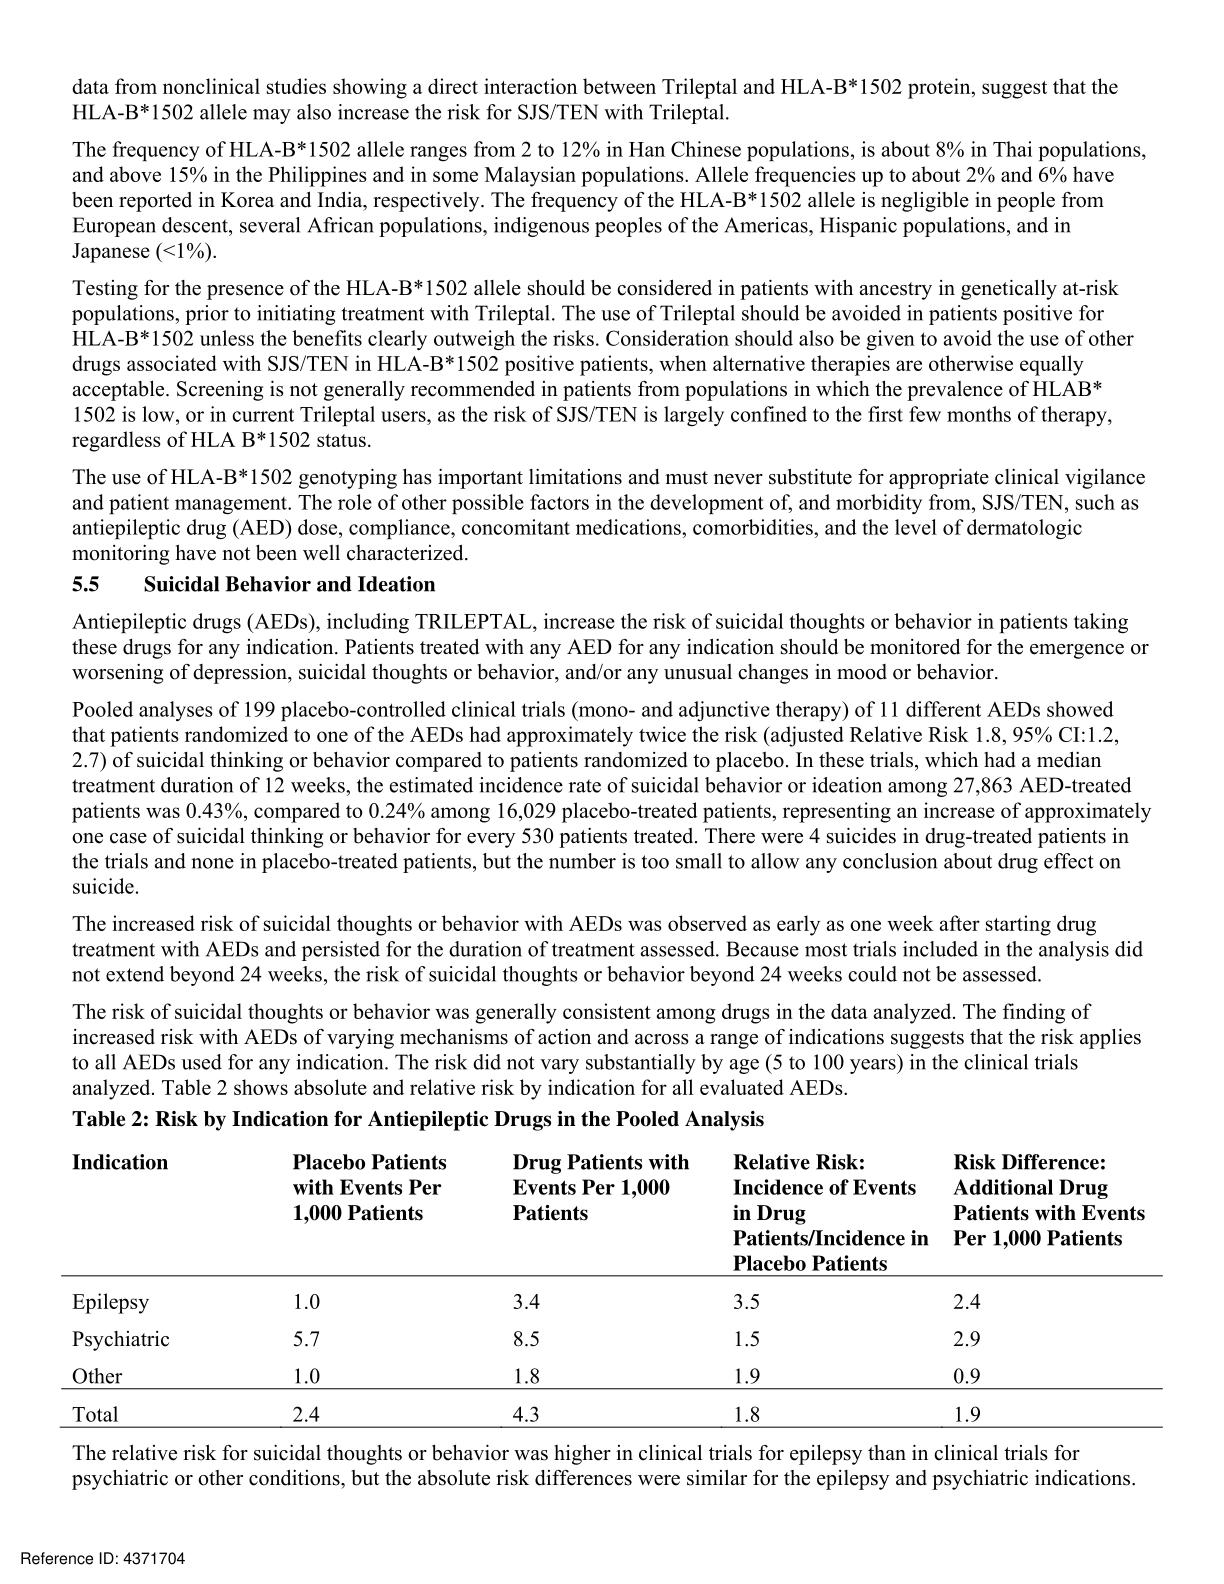 data from nonclinical studies showing a direct interaction between Trileptal and HLA-B*1502 protein, suggest that the
HLA-B*1502 allele may also increase the risk for SJS/TEN with Trileptal.
The frequency of HLA-B*1502 allele ranges from 2 to 12% in Han Chinese populations, is about 8% in Thai populations,
and above 15% in the Philippines and in some Malaysian populations. Allele frequencies up to about 2% and 6% have
been reported in Korea and India, respectively. The frequency of the HLA-B*1502 allele is negligible in people from
European descent, several African populations, indigenous peoples of the Americas, Hispanic populations, and in
Japanese (<1%).
Testing for the presence of the HLA-B*1502 allele should be considered in patients with ancestry in genetically at-risk
populations, prior to initiating treatment with Trileptal. The use of Trileptal should be avoided in patients positive for
HLA-B*1502 unless the benefits clearly outweigh the risks. Consideration should also be given to avoid the use of other
drugs associated with SJS/TEN in HLA-B*1502 positive patients, when alternative therapies are otherwise equally
acceptable. Screening is not generally recommended in patients from populations in which the prevalence of HLAB*
1502 is low, or in current Trileptal users, as the risk of SJS/TEN is largely confined to the first few months of therapy,
regardless of HLA B*1502 status.
The use of HLA-B*1502 genotyping has important limitations and must never substitute for appropriate clinical vigilance
and patient management. The role of other possible factors in the development of, and morbidity from, SJS/TEN, such as
antiepileptic drug (AED) dose, compliance, concomitant medications, comorbidities, and the level of dermatologic
monitoring have not been well characterized.
5.5 Suicidal Behavior and Ideation
Antiepileptic drugs (AEDs), including TRILEPTAL, increase the risk of suicidal thoughts or behavior in patients taking
these drugs for any indication. Patients treated with any AED for any indication should be monitored for the emergence or
worsening of depression, suicidal thoughts or behavior, and/or any unusual changes in mood or behavior.
Pooled analyses of 199 placebo-controlled clinical trials (mono- and adjunctive therapy) of 11 different AEDs showed
that patients randomized to one of the AEDs had approximately twice the risk (adjusted Relative Risk 1.8, 95% CI:1.2,
2.7) of suicidal thinking or behavior compared to patients randomized to placebo. In these trials, which had a median
treatment duration of 12 weeks, the estimated incidence rate of suicidal behavior or ideation among 27,863 AED-treated
patients was 0.43%, compared to 0.24% among 16,029 placebo-treated patients, representing an increase of approximately
one case of suicidal thinking or behavior for every 530 patients treated. There were 4 suicides in drug-treated patients in
the trials and none in placebo-treated patients, but the number is too small to allow any conclusion about drug effect on
suicide.
The increased risk of suicidal thoughts or behavior with AEDs was observed as early as one week after starting drug
treatment with AEDs and persisted for the duration of treatment assessed. Because most trials included in the analysis did
not extend beyond 24 weeks, the risk of suicidal thoughts or behavior beyond 24 weeks could not be assessed.
The risk of suicidal thoughts or behavior was generally consistent among drugs in the data analyzed. The finding of
increased risk with AEDs of varying mechanisms of action and across a range of indications suggests that the risk applies
to all AEDs used for any indication. The risk did not vary substantially by age (5 to 100 years) in the clinical trials
analyzed. Table 2 shows absolute and relative risk by indication for all evaluated AEDs.
Table 2: Risk by Indication for Antiepileptic Drugs in the Pooled Analysis
Indication Placebo Patients Drug Patients with Relative Risk: Risk Difference:
with Events Per Events Per 1,000 Incidence of Events Additional Drug
1,000 Patients Patients in Drug Patients with Events
Patients/Incidence in Per 1,000 Patients
Placebo Patients
Epilepsy 1.0 3.4 3.5 2.4
Psychiatric 5.7 8.5 1.5 2.9
Other 1.0 1.8 1.9 0.9
Total 2.4 4.3 1.8 1.9
The relative risk for suicidal thoughts or behavior was higher in clinical trials for epilepsy than in clinical trials for
psychiatric or other conditions, but the absolute risk differences were similar for the epilepsy and psychiatric indications.
Reference ID: 4371704